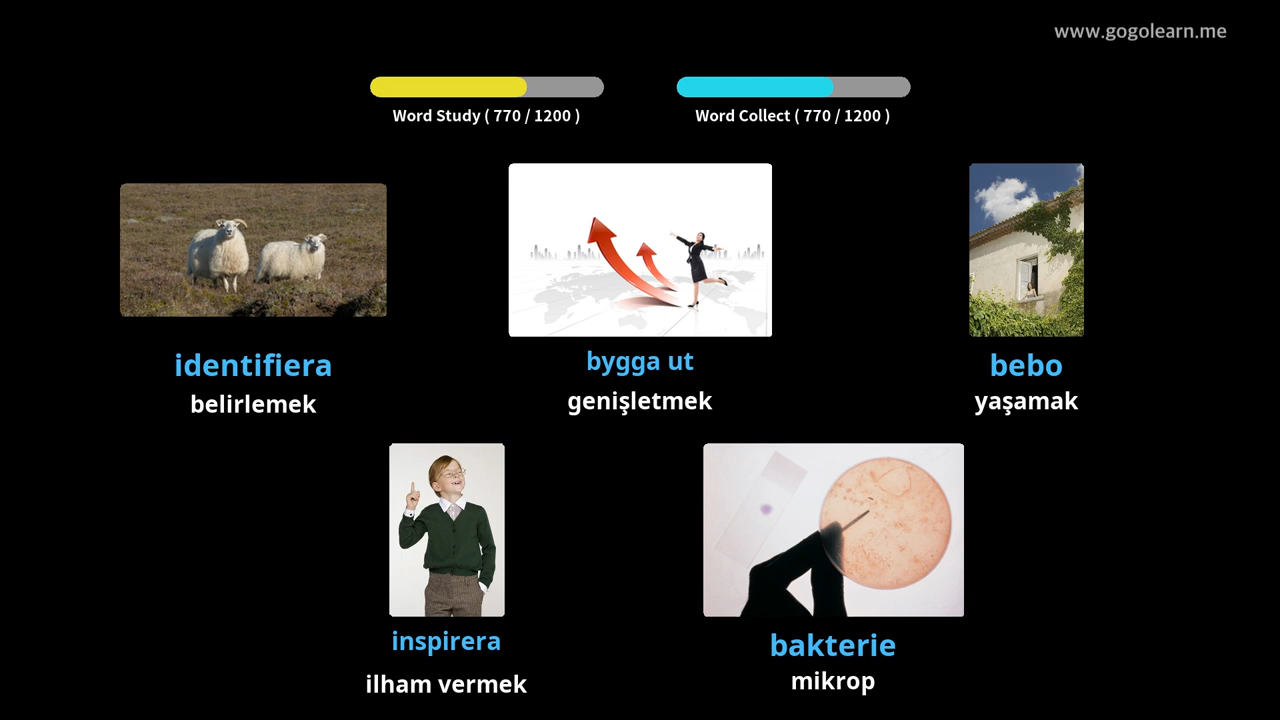 www.gogolearn.me
Word Study ( 770 / 1200 )
Word Collect ( 770 / 1200 )
identifiera
belirlemek
bygga ut
genişletmek
bebo
yaşamak
inspirera
ilham vermek
bakterie
mikrop